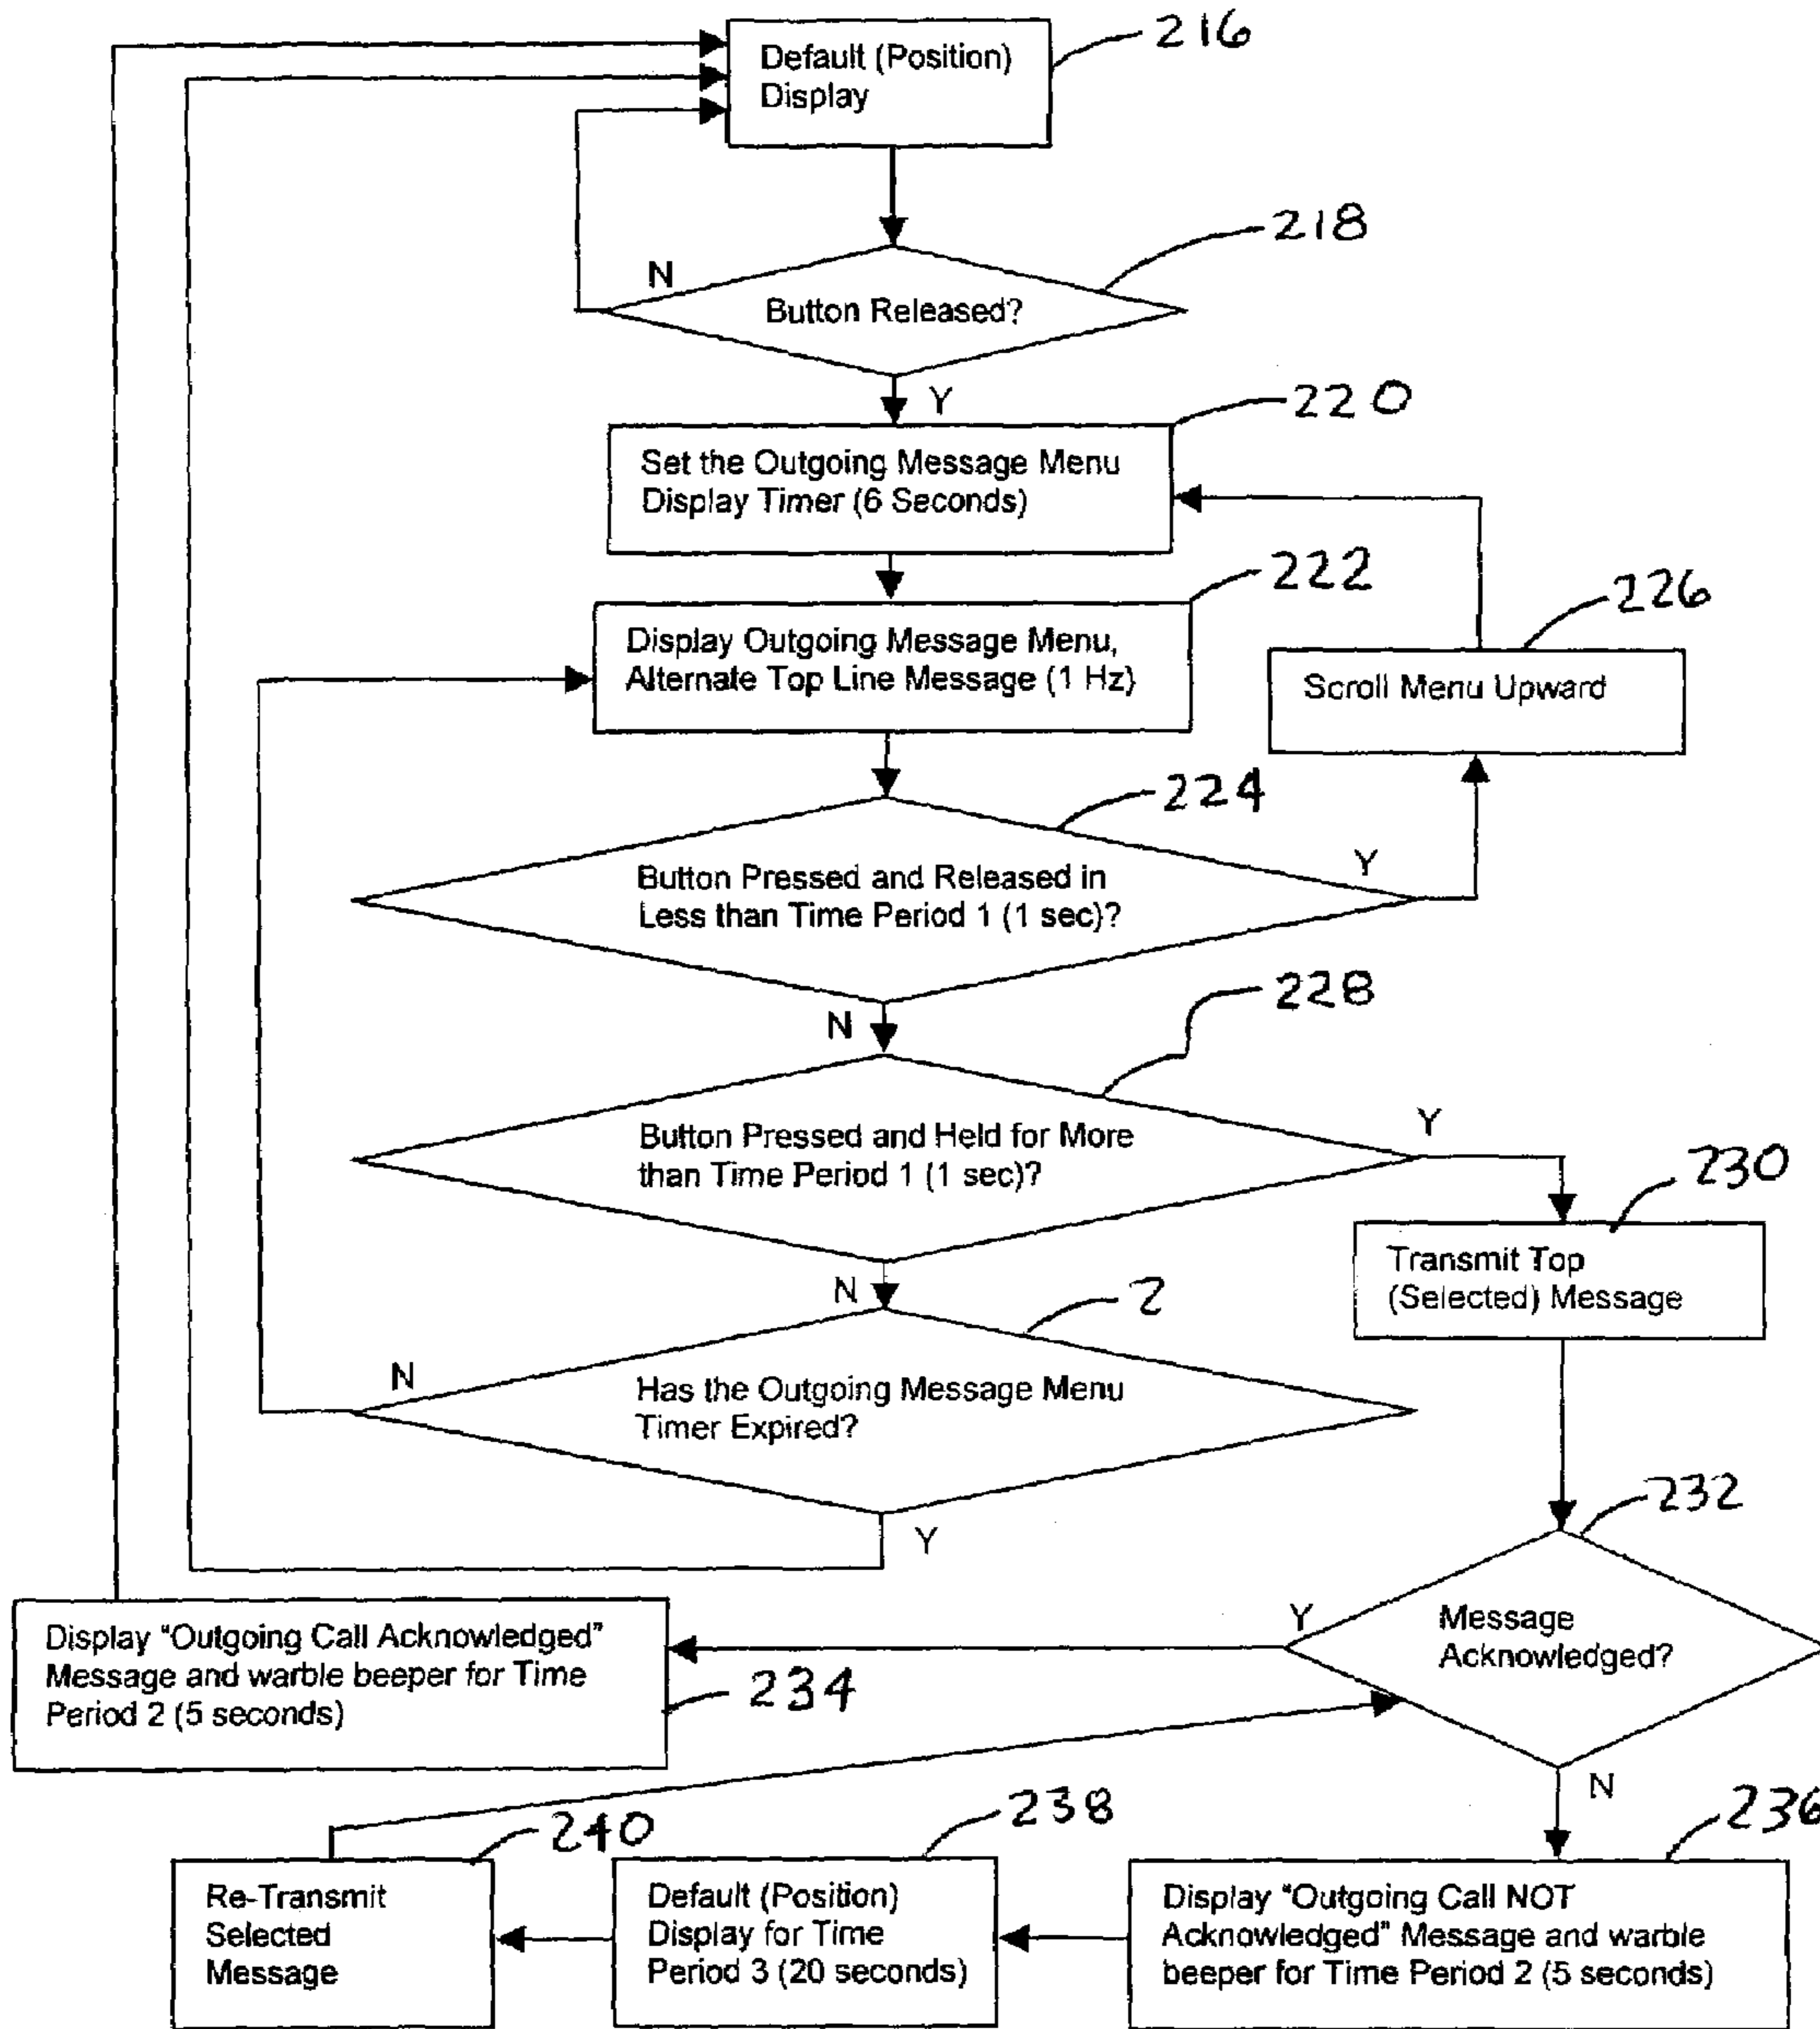 216
Default (Position)
Display
218
N
Button Released?
Y
220
Set the Outgoing Message Menu
Display Timer (6 Seconds)
222
Display Outgoing Message Menu,
Alternate Top Line Message (1 Hz)
226
Scroll Menu Upward
224
Y
Button Pressed and Released in
Less than Time Period 1 (1 sec)?
N
228
Button Pressed and Held for More
than Time Period 1 (1 sec)?
Y
230
Transmit Top
(Selected) Message
N
2
N
Has the Outgoing Message Menu
Timer Expired?
Y
232
Message
Acknowledged?
Y
Display "Outgoing Call Acknowledged"
Message and warble beeper for Time
Period 2 (5 seconds)
234
N
236
Display "Outgoing Call NOT
Acknowledged" Message and warble
beeper for Time Period 2 (5 seconds)
238
Default (Position)
Display for Time
Period 3 (20 seconds)
240
Re-Transmit
Selected
Message